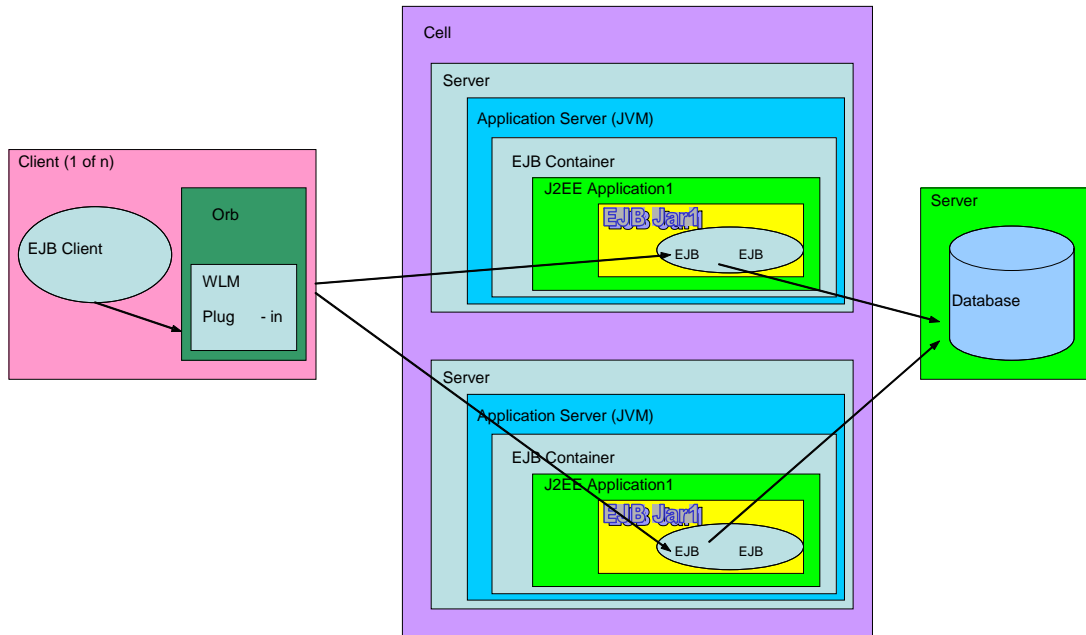 Client (1 of n)
EJB Client
Orb
WLM
Plug - in
Cell
Server
Application Server (JVM)
EJB Container
J2EE Application1
EJB Jar1
EJB EJB
Server
Application Server (JVM)
EJB Container
J2EE Application1
EJB Jar1
EJB EJB
Server
Database